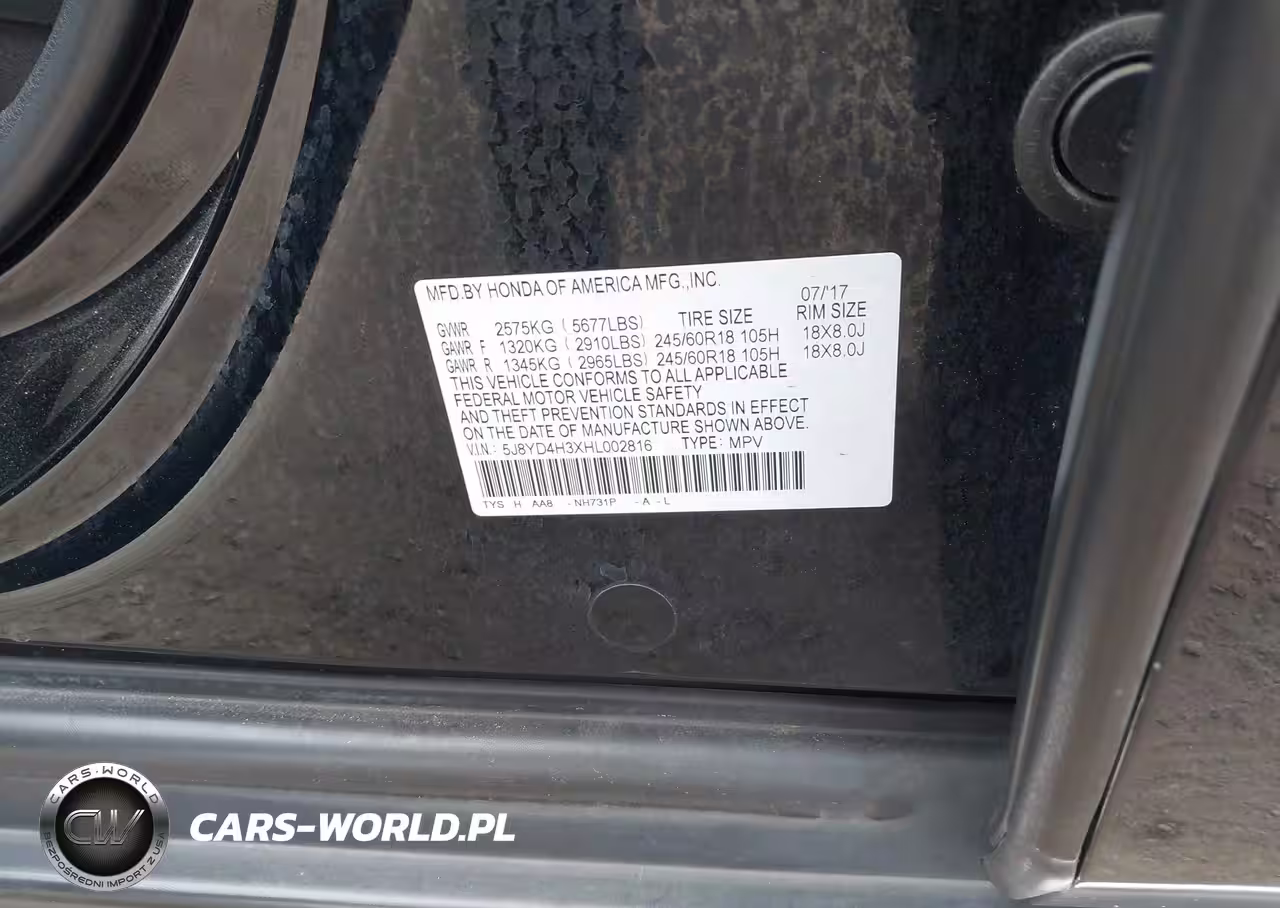 MFD.BY HONDA OF AMERICA MFG.,INC.
07/'17
GVWR 2575KG ( 5677LBS) TIRE SIZE RIM SIZE
GAWR F 1320KG ( 2910LBS) 245/60R18 105H 18X8.0J
GAWR R 1345KG ( 2965LBS) 245/60R18 105H 18X8.0J
THIS VEHICLE CONFORMS TO ALL APPLICABLE
FEDERAL MOTOR VEHICLE SAFETY
AND THEFT PREVENTION STANDARDS IN EFFECT
ON THE DATE OF MANUFACTURE SHOWN ABOVE.
V.I.N.: 5J8YD4H3XHL002816 TYPE: MPV
TYS H AA8 -NH731P -A -L
CARS-WORLD
CW
BEZPOŚREDNI IMPORT Z USA
CARS-WORLD.PL